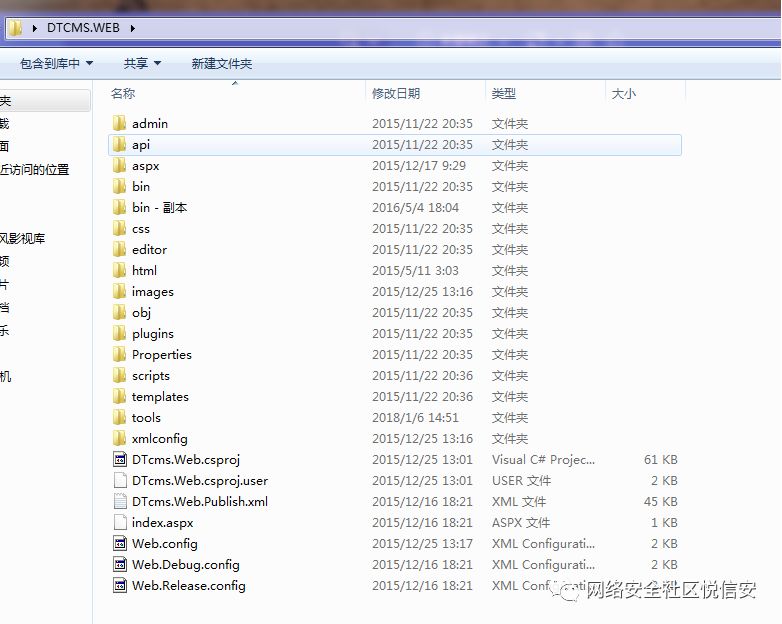 DTCMS.WEB
包含到库中 共享 新建文件夹
名称 修改日期 类型 大小
夹
载
面
近访问的位置
风影视库
频
片
档
乐
机
admin 2015/11/22 20:35 文件夹
api 2015/11/22 20:35 文件夹
aspx 2015/12/17 9:29 文件夹
bin 2015/11/22 20:35 文件夹
bin - 副本 2016/5/4 18:04 文件夹
css 2015/11/22 20:35 文件夹
editor 2015/11/22 20:35 文件夹
html 2015/5/11 3:03 文件夹
images 2015/12/25 13:16 文件夹
obj 2015/11/22 20:35 文件夹
plugins 2015/11/22 20:35 文件夹
Properties 2015/11/22 20:35 文件夹
scripts 2015/11/22 20:36 文件夹
templates 2015/11/22 20:36 文件夹
tools 2018/1/6 14:51 文件夹
xmlconfig 2015/12/25 13:16 文件夹
DTcms.Web.csproj 2015/12/25 13:01 Visual C# Projec... 61 KB
DTcms.Web.csproj.user 2015/12/25 13:01 USER 文件 2 KB
DTcms.Web.Publish.xml 2015/12/16 18:21 XML 文件 45 KB
index.aspx 2015/12/16 18:21 ASPX 文件 1 KB
Web.config 2015/12/25 13:17 XML Configurati... 2 KB
Web.Debug.config 2015/12/16 18:21 XML Configurati... 2 KB
Web.Release.config 2015/12/16 18:21 XML
网络安全社区悦信安